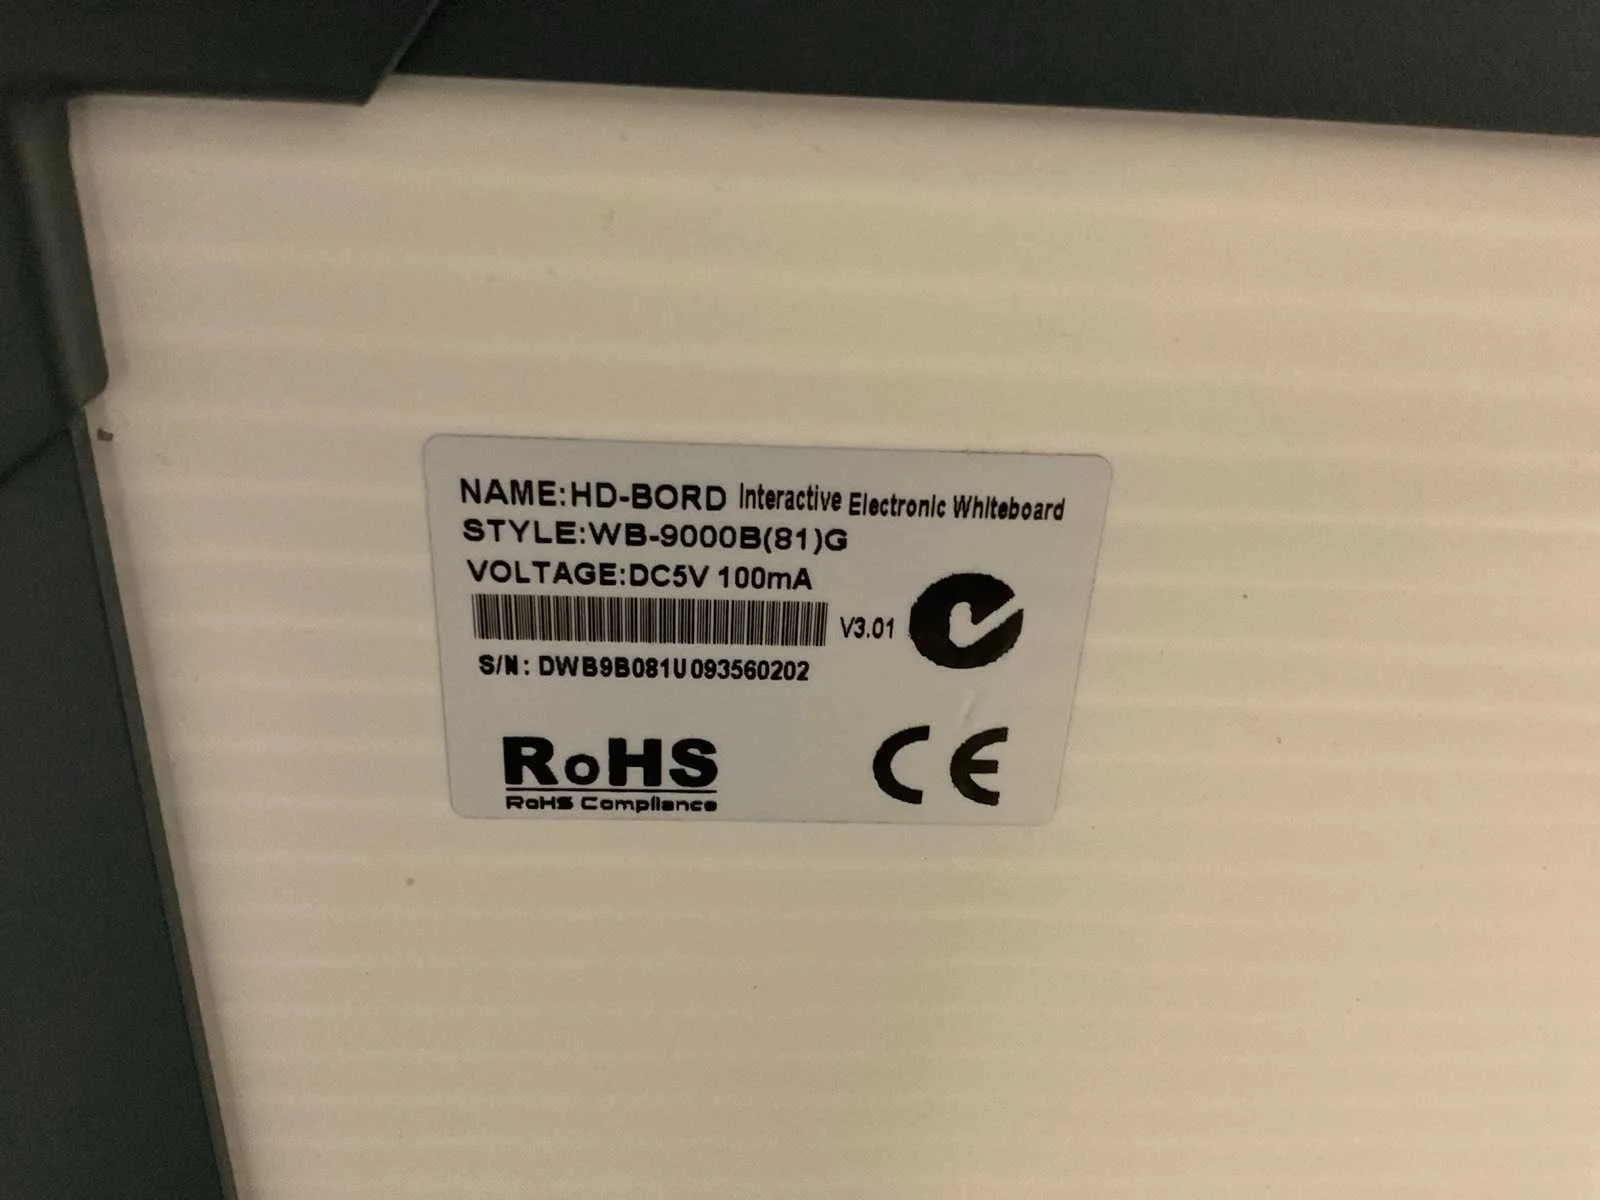 NAME:HD-BORD Interactive Electronic Whiteboard
STYLE:WB-9000B(81)G
VOLTAGE:DC5V 100mA
V3.01
S/N: DWB9B081U093560202
RoHS
RoHS Compliance
CE